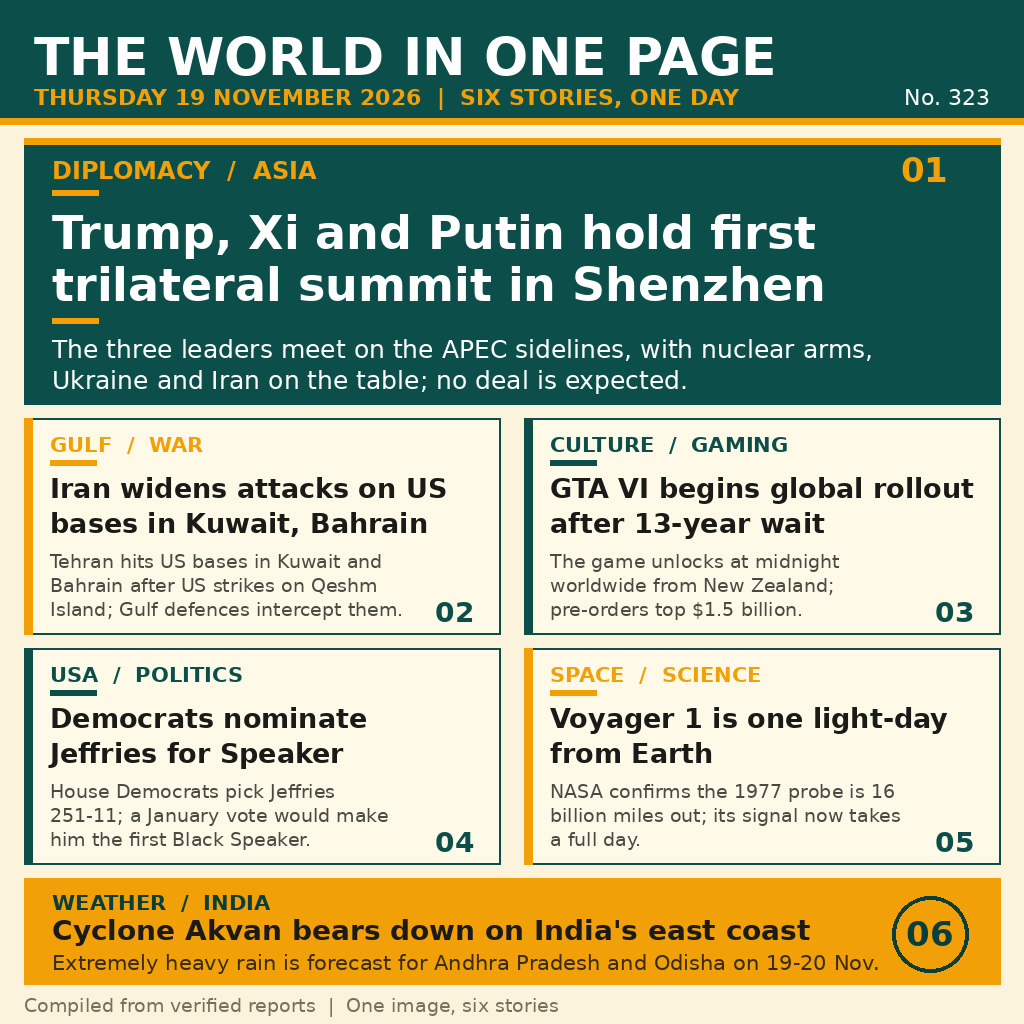 THE WORLD IN ONE PAGE
THURSDAY 19 NOVEMBER 2026 | SIX STORIES, ONE DAY
No. 323
DIPLOMACY / ASIA
01
Trump, Xi and Putin hold first
trilateral summit in Shenzhen
The three leaders meet on the APEC sidelines, with nuclear arms,
Ukraine and Iran on the table; no deal is expected.
GULF / WAR
Iran widens attacks on US
bases in Kuwait, Bahrain
Tehran hits US bases in Kuwait and
Bahrain after US strikes on Qeshm
Island; Gulf defences intercept them.
02
CULTURE / GAMING
GTA VI begins global rollout
after 13-year wait
The game unlocks at midnight
worldwide from New Zealand;
pre-orders top $1.5 billion.
03
USA / POLITICS
Democrats nominate
Jeffries for Speaker
House Democrats pick Jeffries
251-11; a January vote would make
him the first Black Speaker.
04
SPACE / SCIENCE
Voyager 1 is one light-day
from Earth
NASA confirms the 1977 probe is 16
billion miles out; its signal now takes
a full day.
05
WEATHER / INDIA
Cyclone Akvan bears down on India's east coast
Extremely heavy rain is forecast for Andhra Pradesh and Odisha on 19-20 Nov.
06
Compiled from verified reports | One image, six stories